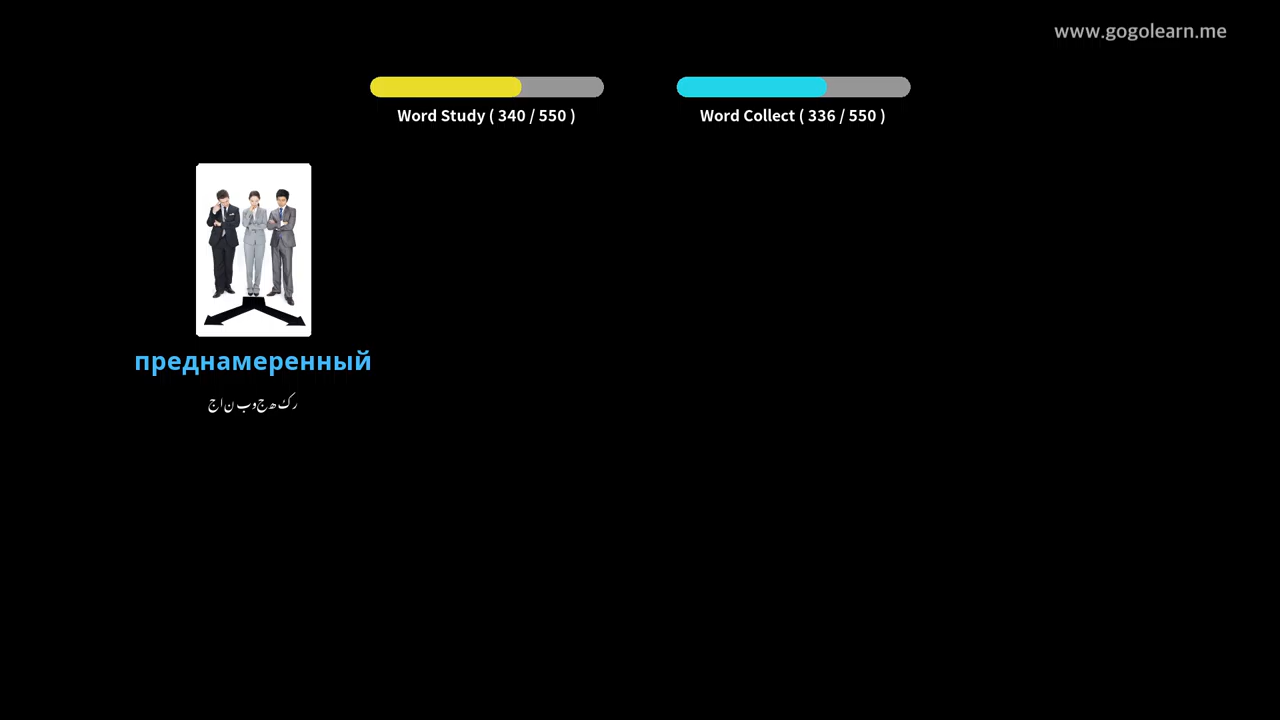 www.gogolearn.me
Word Study ( 340 / 550 )
Word Collect ( 336 / 550 )
преднамеренный
جان بوجھ کر